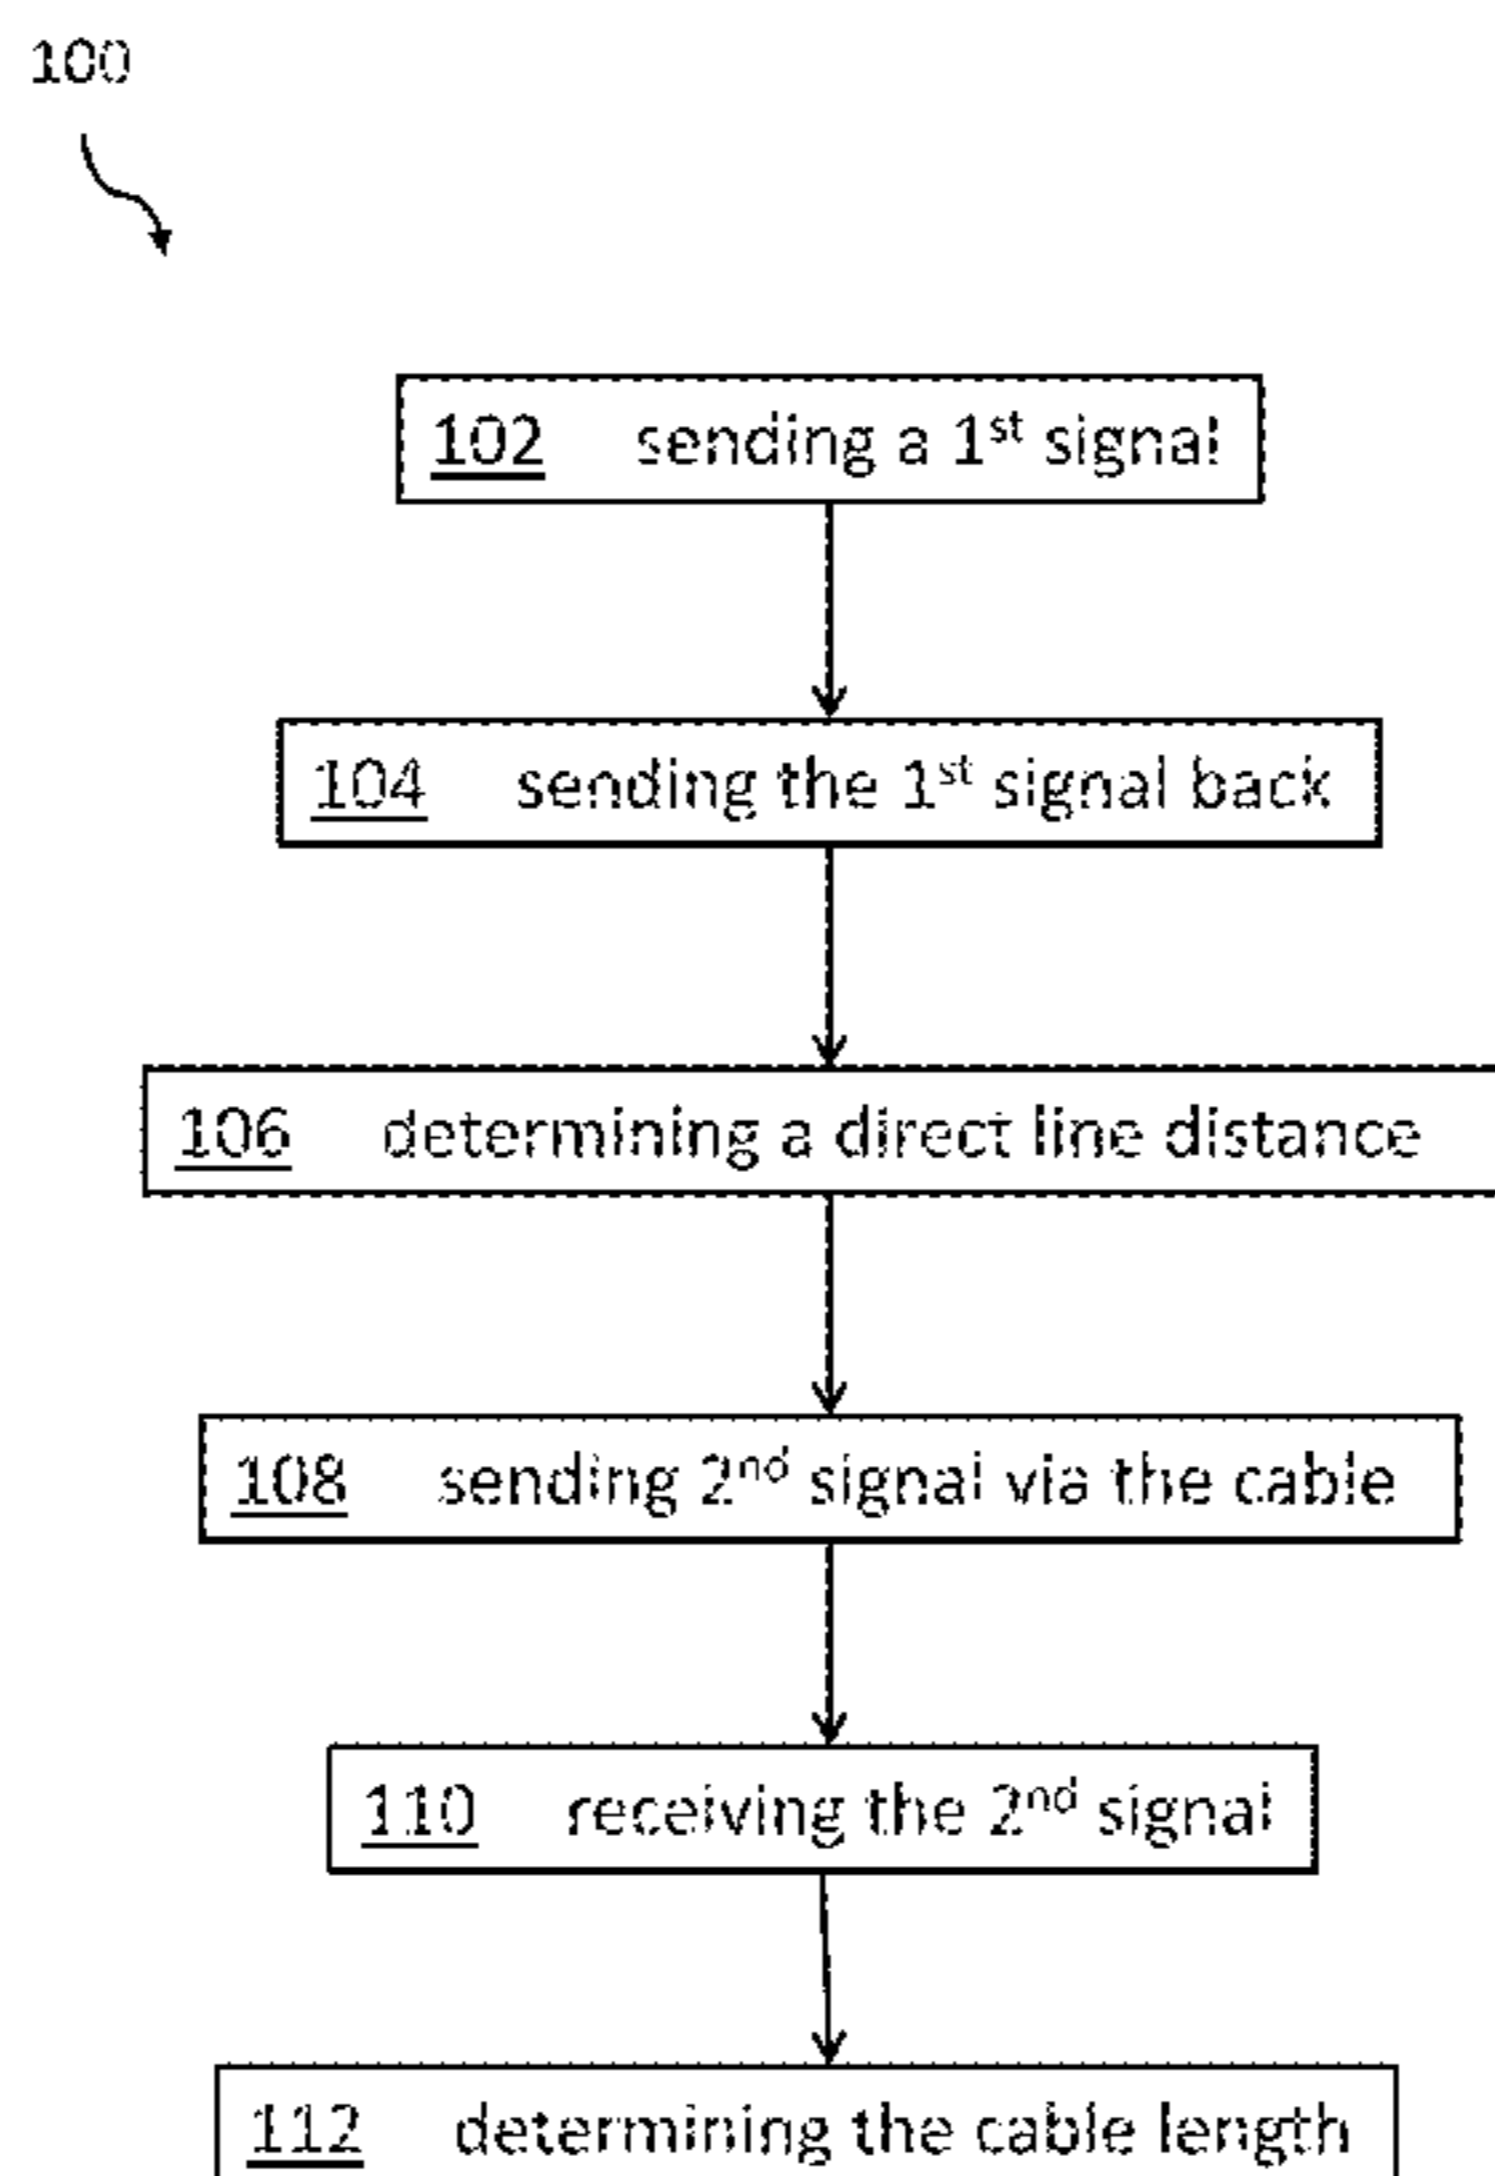 100
102 sending a 1st signal
104 sending the 1st signal back
106 determining a direct line distance
108 sending 2nd signal via the cable
110 receiving the 2nd signal
112 determining the cable length